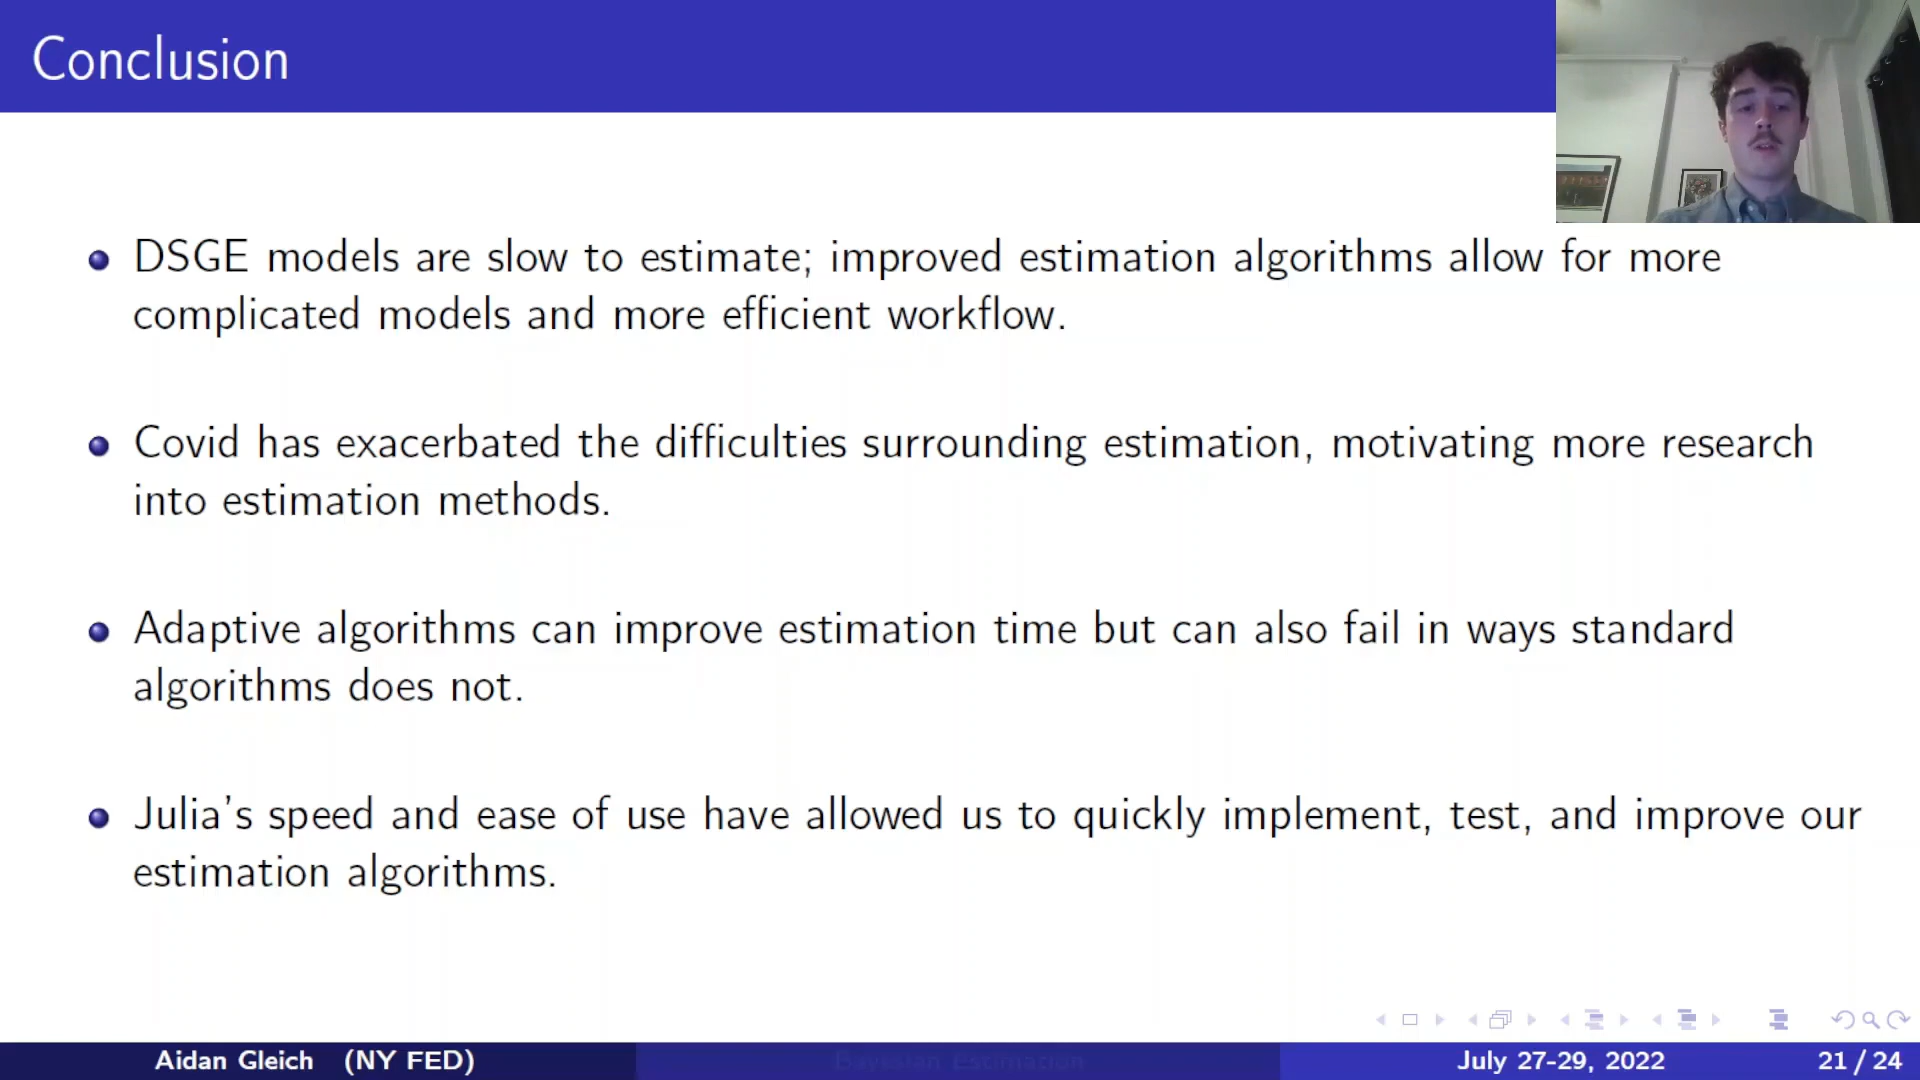 Conclusion
DSGE models are slow to estimate; improved estimation algorithms allow for more
complicated models and more efficient workflow.
Covid has exacerbated the difficulties surrounding estimation, motivating more research
into estimation methods.
Adaptive algorithms can improve estimation time but can also fail in ways standard
algorithms does not.
Julia's speed and ease of use have allowed us to quickly implement, test, and improve our
estimation algorithms.
Aidan Gleich (NY FED) Bayesian Estimation July 27-29, 2022 21 / 24